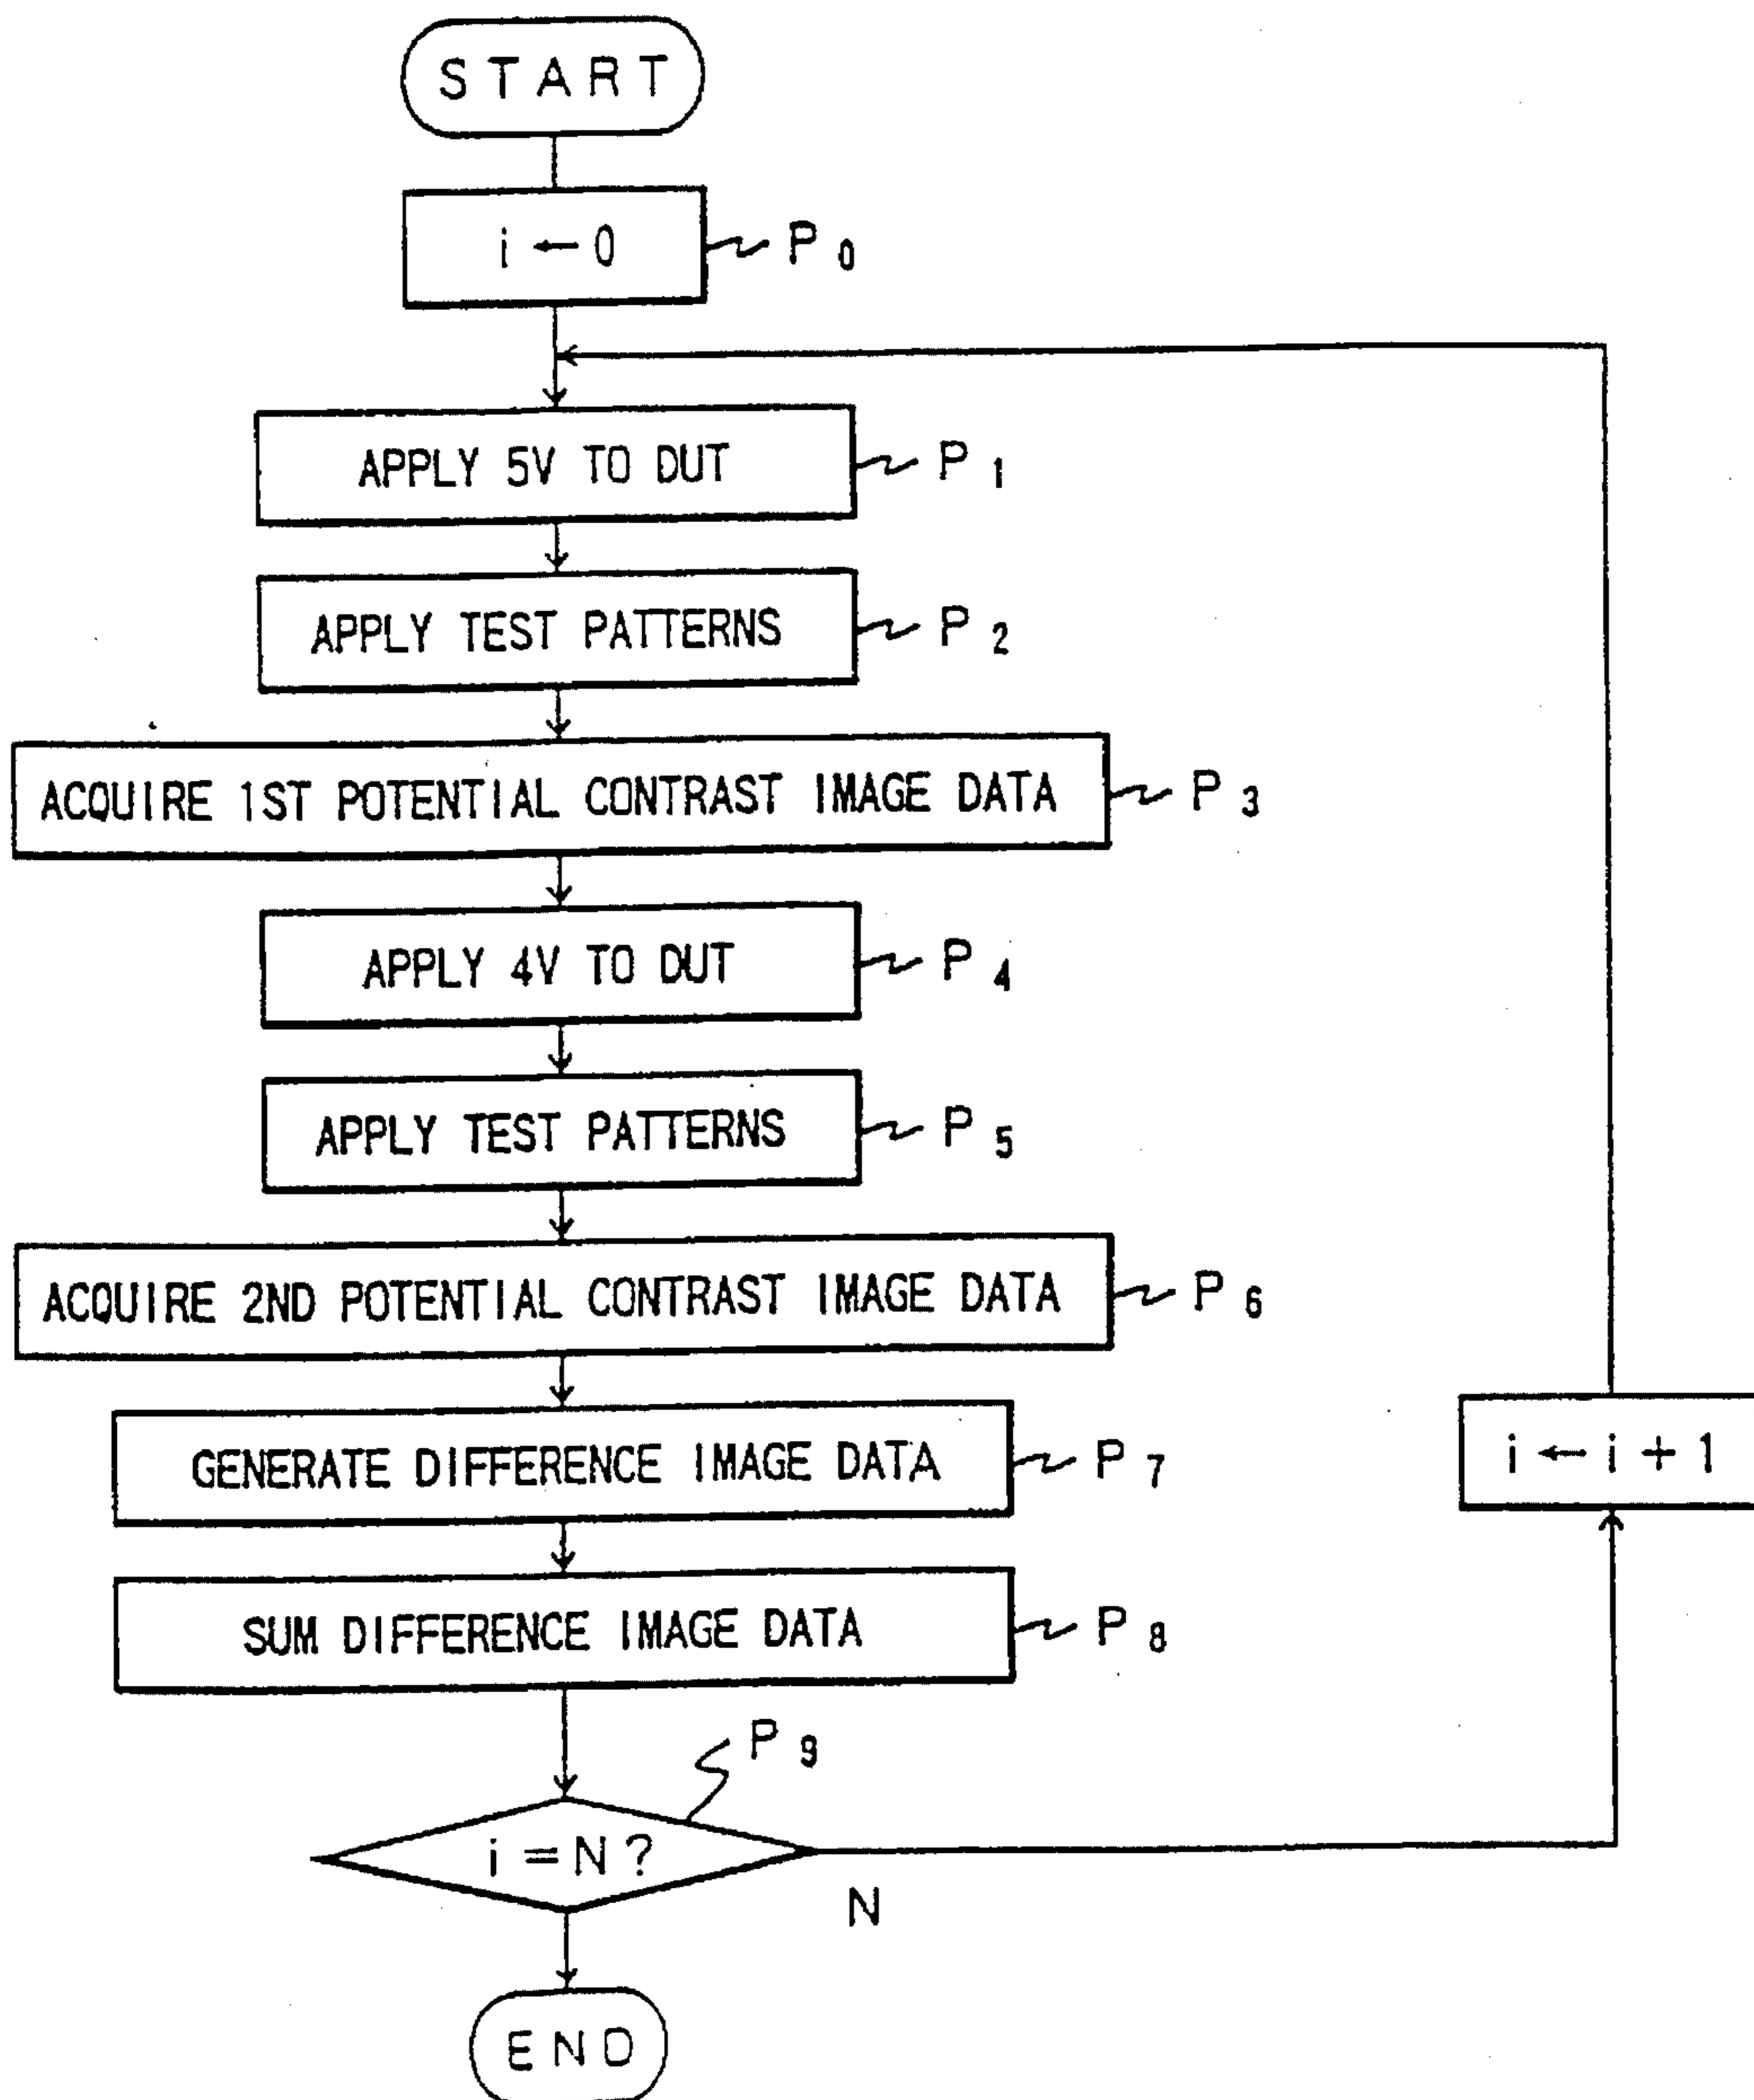 START
i ← 0 P0
APPLY 5V TO DUT P1
APPLY TEST PATTERNS P2
ACQUIRE 1ST POTENTIAL CONTRAST IMAGE DATA P3
APPLY 4V TO DUT P4
APPLY TEST PATTERNS P5
ACQUIRE 2ND POTENTIAL CONTRAST IMAGE DATA P6
GENERATE DIFFERENCE IMAGE DATA P7
i ← i + 1
SUM DIFFERENCE IMAGE DATA P8
P9
i = N ?
N
END